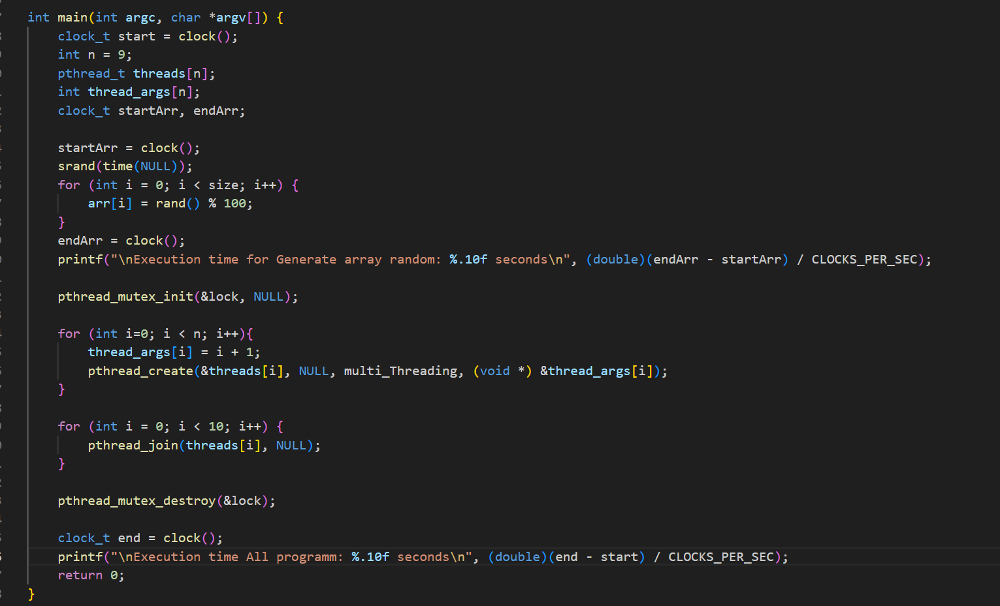 int main(int argc, char *argv[]) {
clock_t start = clock();
int n = 9;
pthread_t threads[n];
int thread_args[n];
clock_t startArr, endArr;
startArr = clock();
srand(time(NULL));
for (int i = 0; i < size; i++) {
arr[i] = rand() % 100;
}
endArr = clock();
printf("\nExecution time for Generate array random: %.10f seconds\n", (double)(endArr - startArr) / CLOCKS_PER_SEC);
pthread_mutex_init(&lock, NULL);
for (int i=0; i < n; i++){
thread_args[i] = i + 1;
pthread_create(&threads[i], NULL, multi_Threading, (void *) &thread_args[i]);
}
for (int i = 0; i < 10; i++) {
pthread_join(threads[i], NULL);
}
pthread_mutex_destroy(&lock);
clock_t end = clock();
printf("\nExecution time All programm: %.10f seconds\n", (double)(end - start) / CLOCKS_PER_SEC);
return 0;
}